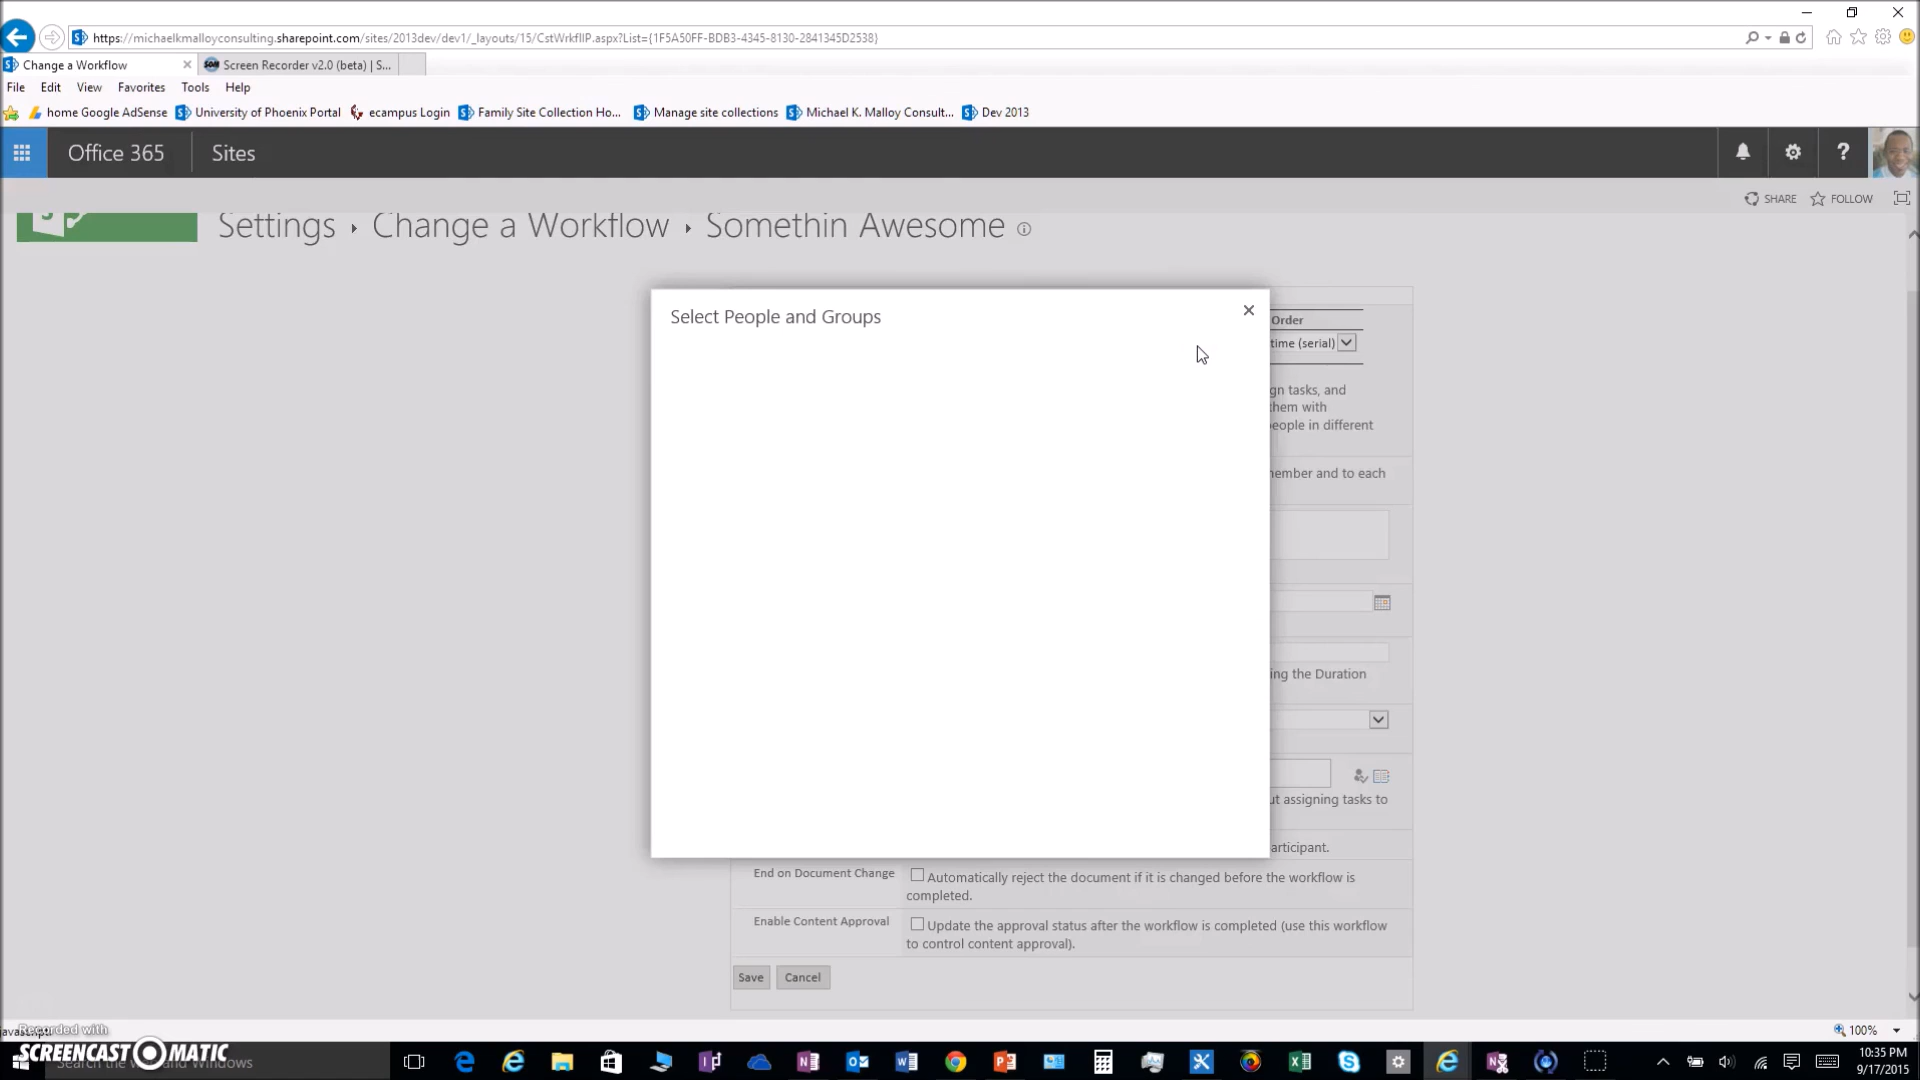 https://michaelkmalloyconsulting.sharepoint.com/sites/2013dev/dev1/_layouts/15/CstWrkflIP.aspx?List={1F5A50FF-BDB3-4345-8130-2841345D2538}
Change a Workflow
Screen Recorder v2.0 (beta) | S...
File Edit View Favorites Tools Help
home Google AdSense University of Phoenix Portal ecampus Login Family Site Collection Ho... Manage site collections Michael K. Malloy Consult... Dev 2013
Office 365 Sites ?
SHARE FOLLOW
Settings › Change a Workflow › Somethin Awesome
Select People and Groups
Order
time (serial)
gn tasks, and
them with
eople in different
member and to each
ing the Duration
ut assigning tasks to
articipant.
End on Document Change
Automatically reject the document if it is changed before the workflow is
completed.
Enable Content Approval
Update the approval status after the workflow is completed (use this workflow
to control content approval).
Save Cancel
Recorded with
SCREENCAST-O-MATIC
100%
10:35 PM
9/17/2015